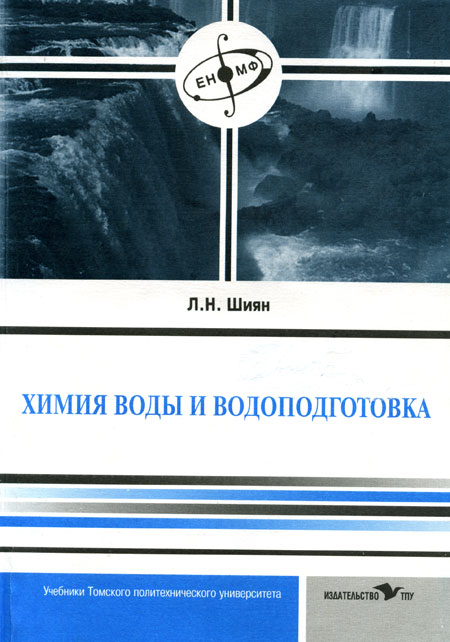 ЕН МФ
Л.Н. Шиян
ХИМИЯ ВОДЫ И ВОДОПОДГОТОВКА
Учебники Томского политехнического университета
ИЗДАТЕЛЬСТВО ТПУ